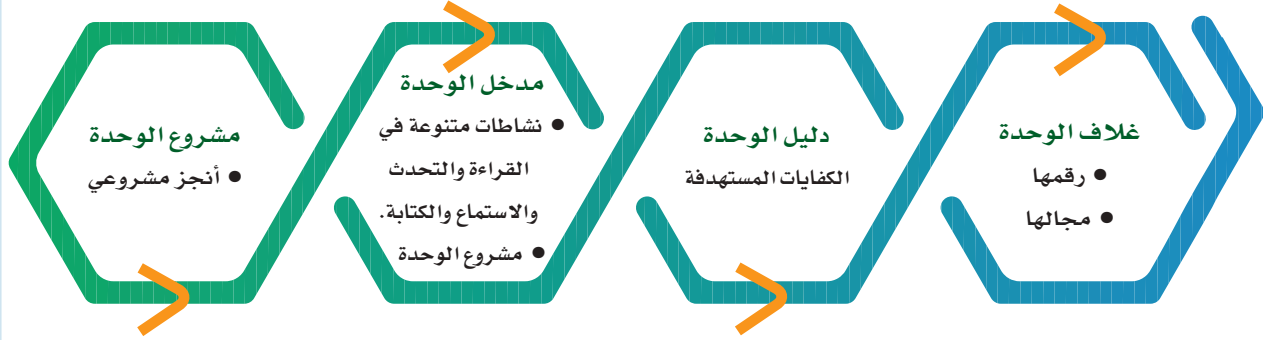 غلاف الوحدة
● رقمها
● مجالها
دليل الوحدة
الكفايات المستهدفة
مدخل الوحدة
● نشاطات متنوعة في
القراءة والتحدث
والاستماع والكتابة.
● مشروع الوحدة
مشروع الوحدة
● أنجز مشروعي